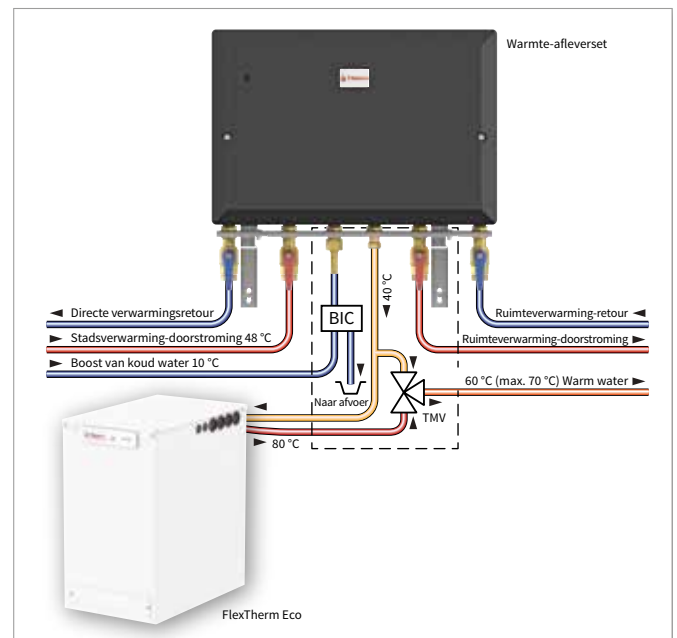 Warmte-afleverset
40 °C
Directe verwarmingsretour
Stadsverwarming-doorstroming 48 °C
Boost van koud water 10 °C
BIC
Naar afvoer
Ruimteverwarming-retour
Ruimteverwarming-doorstroming
60 °C (max. 70 °C) Warm water
TMV
80 °C
FlexTherm Eco